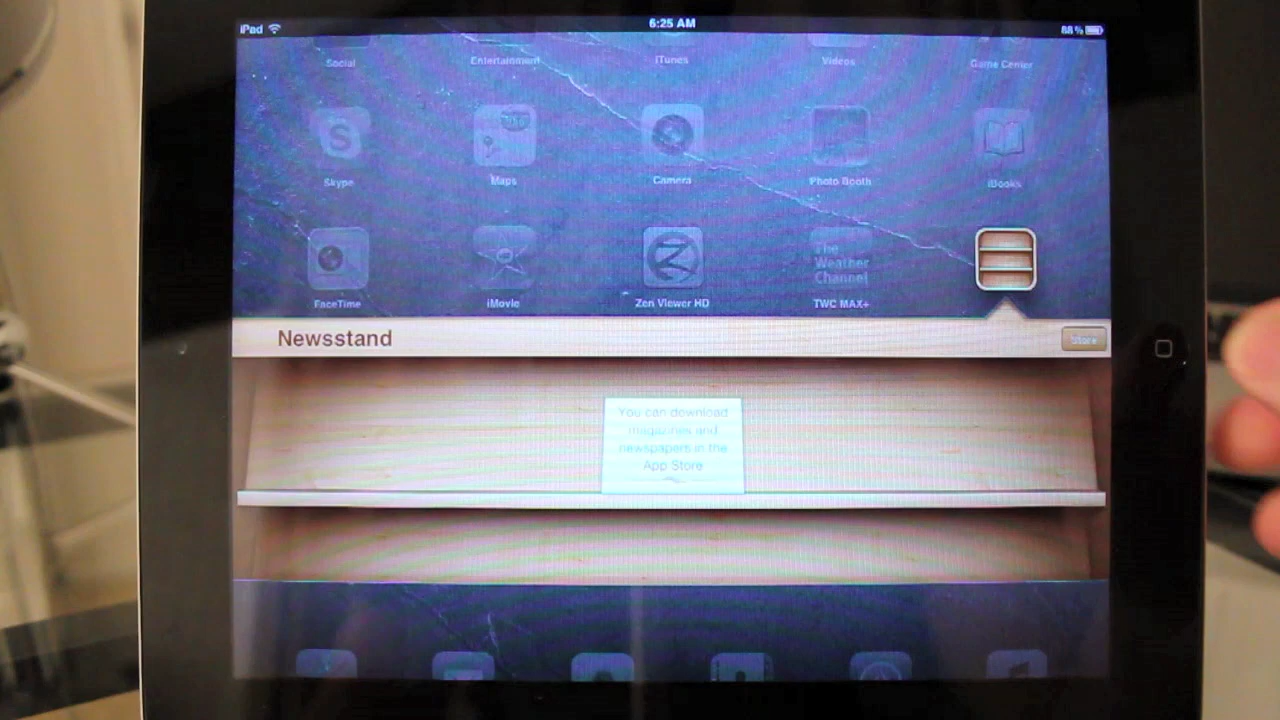 iPad 6:25 AM 88%
Social Entertainment iTunes Videos Game Center
Skype Maps Camera Photo Booth iBooks
The
Weather
Channel
FaceTime iMovie Zen Viewer HD TWC MAX+
Newsstand Store
You can download
magazines and
newspapers in the
App Store